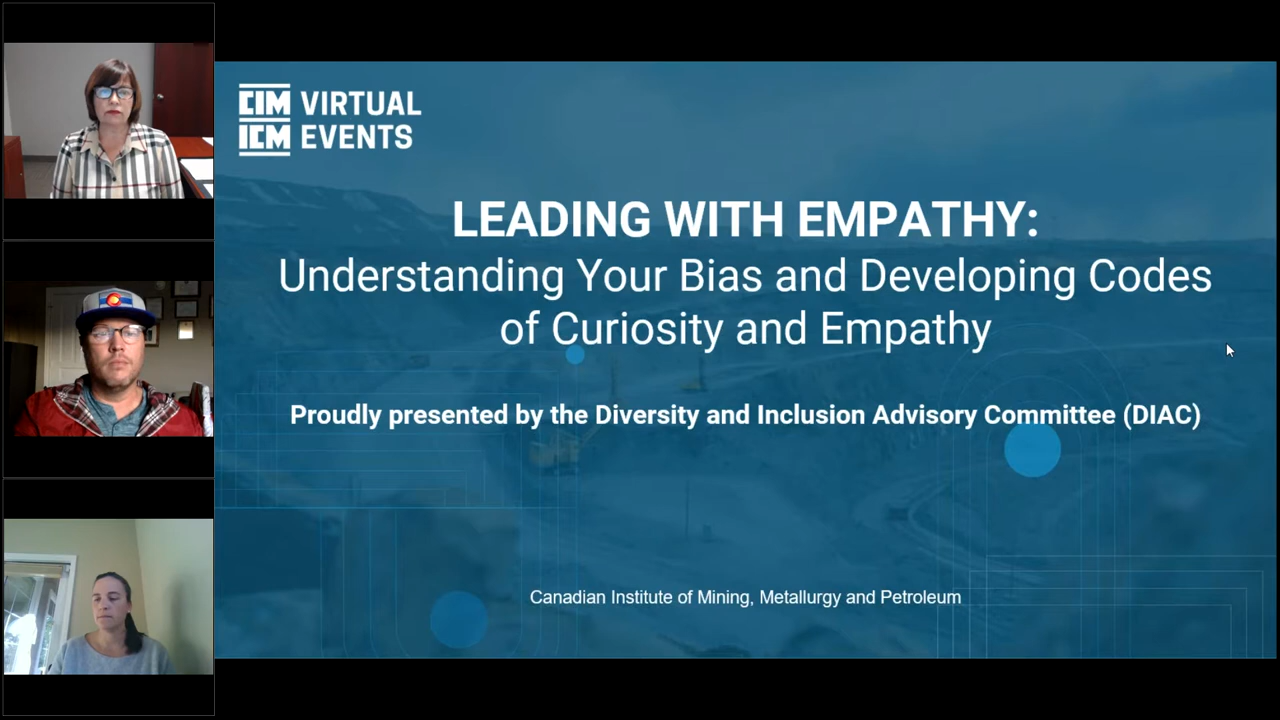 CIM VIRTUAL
ICM EVENTS
LEADING WITH EMPATHY:
Understanding Your Bias and Developing Codes
of Curiosity and Empathy
Proudly presented by the Diversity and Inclusion Advisory Committee (DIAC)
Canadian Institute of Mining, Metallurgy and Petroleum